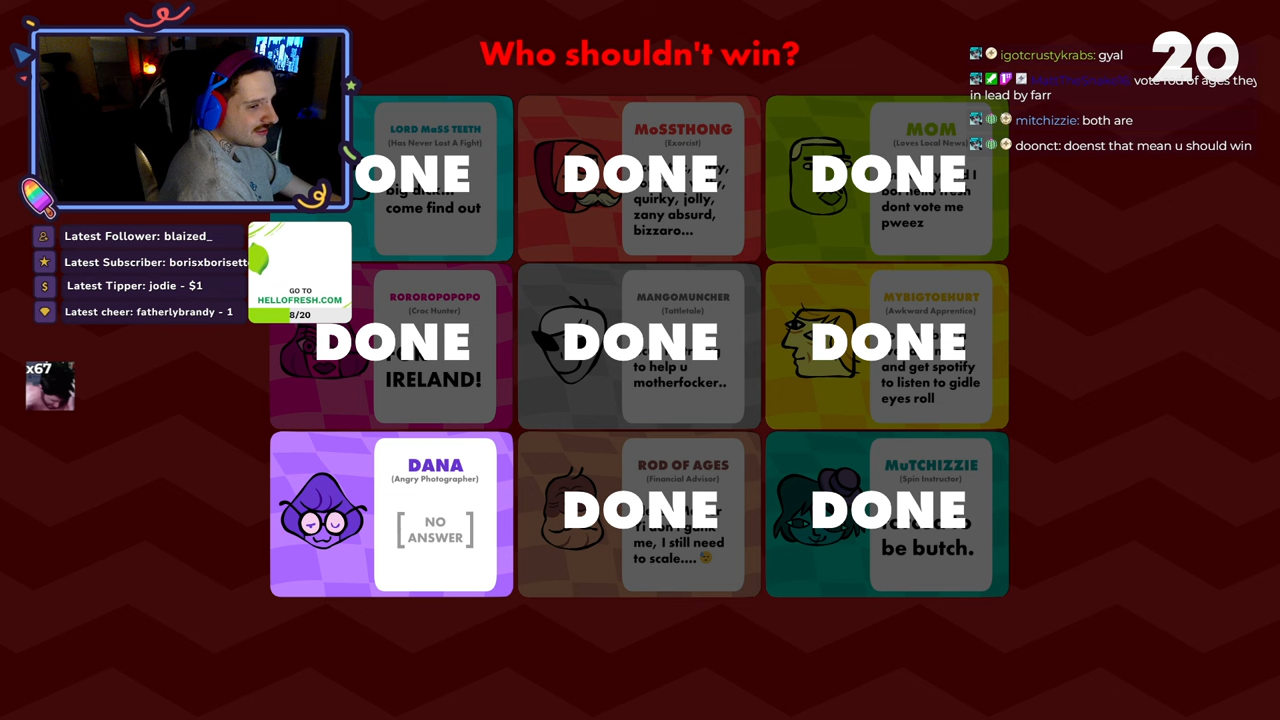 Who shouldn't win?
20
igotcrustykrabs: gyal
vote rod of ages they
in lead by farr
mitchizzie: both are
doonct: doenst that mean u should win
LORD MaSS TEETH
(Has Never Lost A Fight)
ONE
big dick...
come find out
MoSSTHONG
(Exorcist)
DONE
quirky, jolly,
zany absurd,
bizzaro...
MOM
(Loves Local News)
DONE
dont vote me
pweez
Latest Follower: blaized_
Latest Subscriber: borisxborisett
Latest Tipper: jodie - $1
Latest cheer: fatherlybrandy - 1
GO TO
HELLOFRESH.COM
8/20
x67
ROROROPOPOPO
(Croc Hunter)
DONE
IRELAND!
MANGOMUNCHER
(Tattletale)
DONE
to help u
motherfocker..
MYBIGTOEHURT
(Awkward Apprentice)
DONE
and get spotify
to listen to gidle
eyes roll
DANA
(Angry Photographer)
[NO
ANSWER]
ROD OF AGES
(Financial Advisor)
DONE
me, I still need
to scale.... 😔
MuTCHIZZIE
(Spin Instructor)
DONE
be butch.